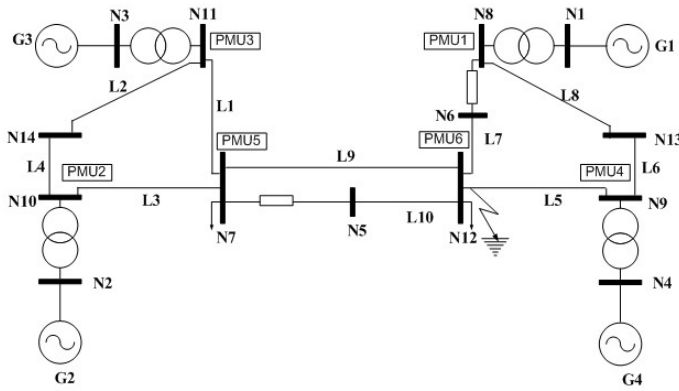 N3 N11 N8 N1
G3 PMU3 PMU1 G1
L2 L8
L1 N6
N14 PMU5 PMU6 L7 N13
L4 PMU2 L9 PMU4 L6
N10 L3 L5 N9
L10
N7 N5 N12
N2 N4
G2 G4